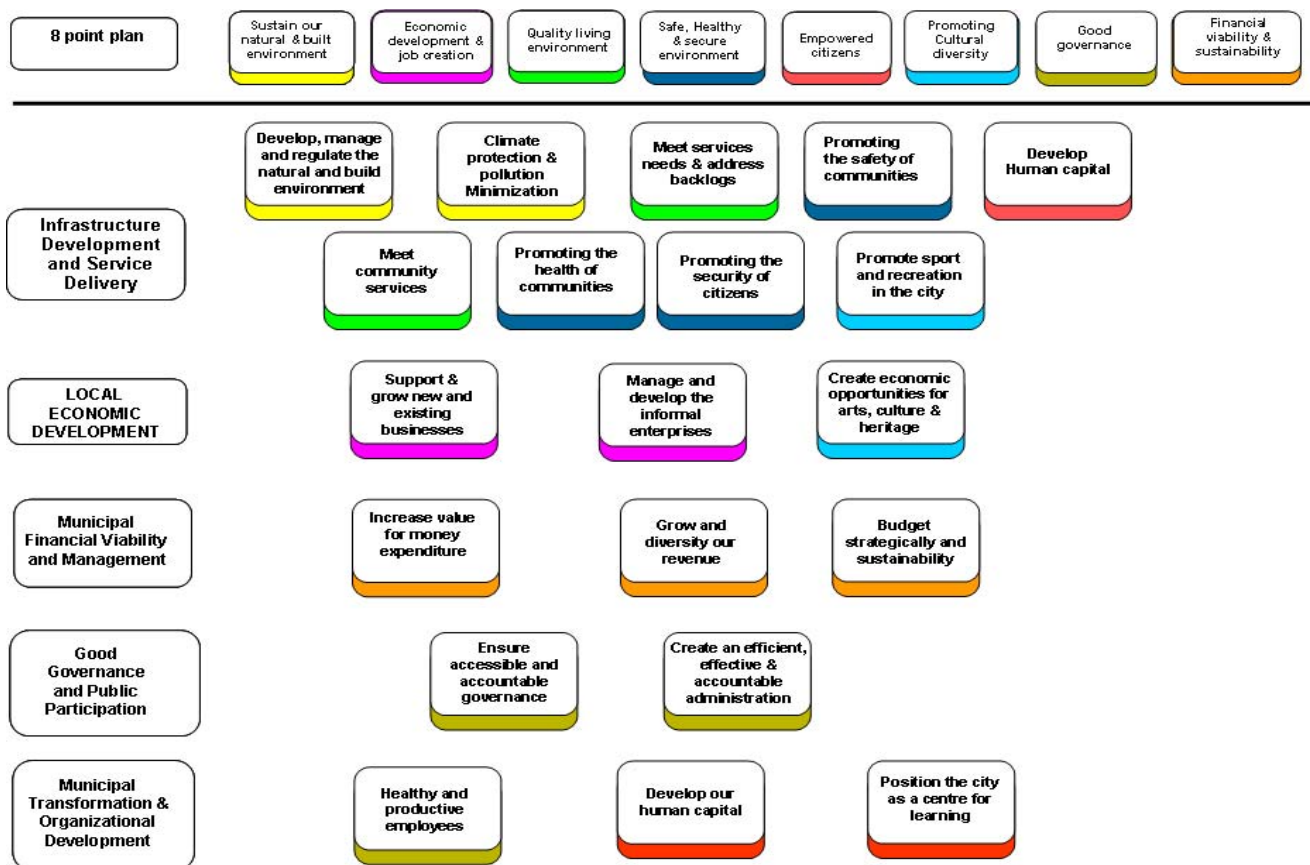 8 point plan
Sustain our
natural & built
environment
Economic
development &
job creation
Quality living
environment
Safe, Healthy
& secure
environment
Empowered
citizens
Promoting
Cultural
diversity
Good
governance
Financial
viability &
sustainability
Infrastructure
Development
and Service
Delivery
Develop, manage
and regulate the
natural and build
environment
Climate
protection &
pollution
Minimization
Meet services
needs & address
backlogs
Promoting
the safety of
communities
Develop
Human capital
Meet
community
services
Promoting the
health of
communities
Promoting the
security of
citizens
Promote sport
and recreation
in the city
LOCAL
ECONOMIC
DEVELOPMENT
Support &
grow new and
existing
businesses
Manage and
develop the
informal
enterprises
Create economic
opportunities for
arts, culture &
heritage
Municipal
Financial Viability
and Management
Increase value
for money
expenditure
Grow and
diversity our
revenue
Budget
strategically and
sustainability
Good
Governance
and Public
Participation
Ensure
accessible and
accountable
governance
Create an efficient,
effective &
accountable
administration
Municipal
Transformation &
Organizational
Development
Healthy and
productive
employees
Develop our
human capital
Position the city
as a centre for
learning